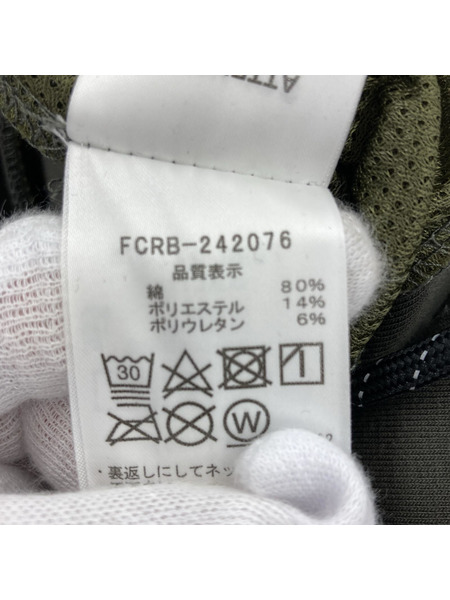 FCRB-242076
品質表示
綿 80%
ポリエステル 14%
ポリウレタン 6%
30
W
・裏返しにしてネッ